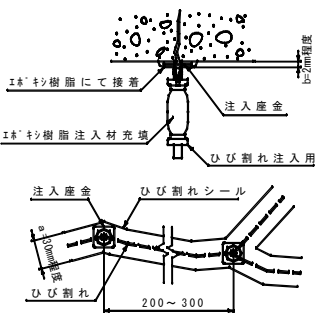 b=2mm程度
エポキシ樹脂にて接着
注入座金
エポキシ樹脂注入材充填
ひび割れ注入用
注入座金
ひび割れシール
a=30mm程度
ひび割れ
200～300